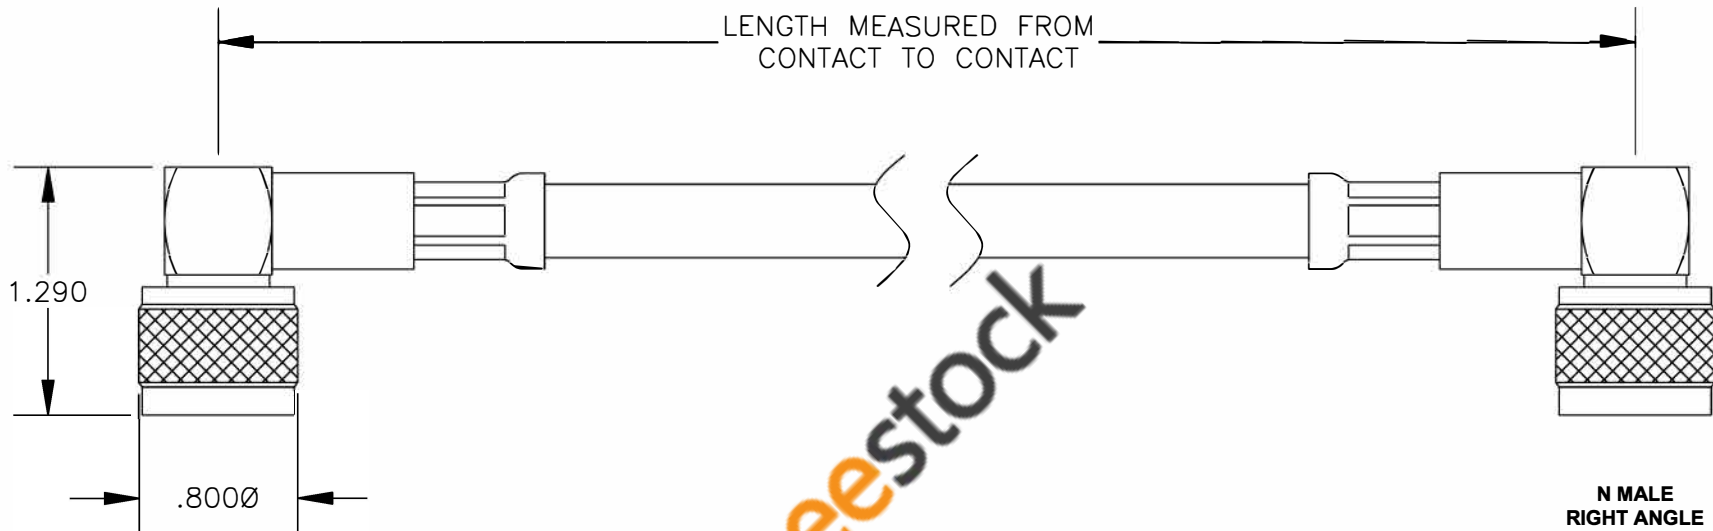 LENGTH MEASURED FROM
CONTACT TO CONTACT
1.290
.800Ø
eestock
N MALE
RIGHT ANGLE